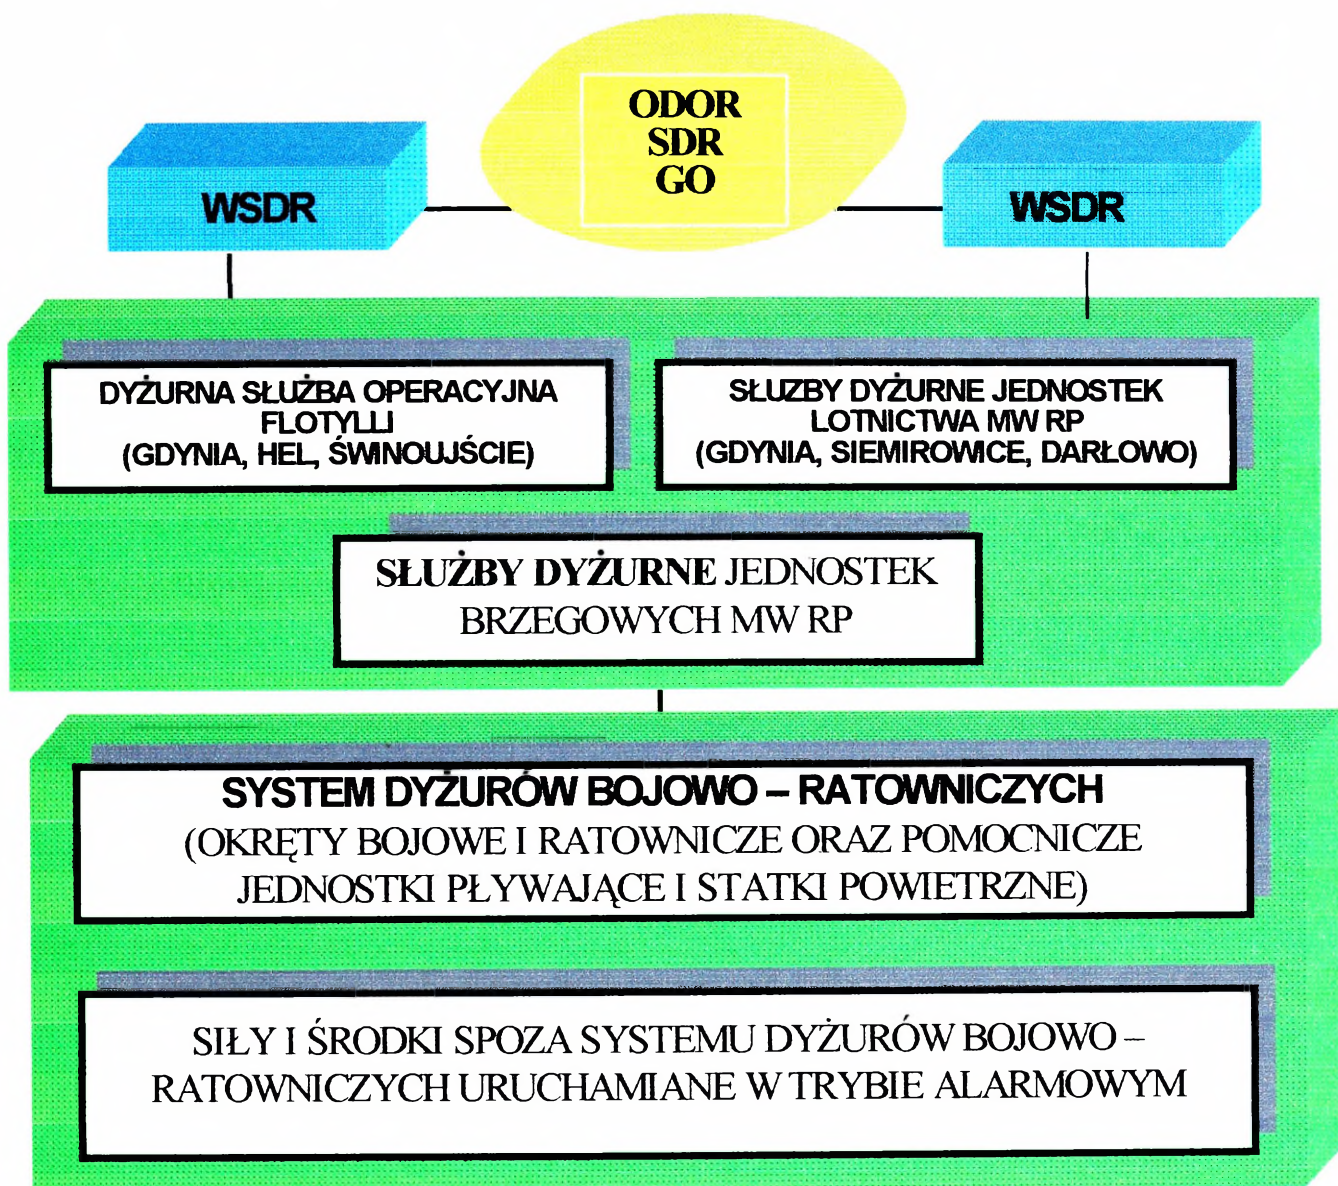 ODOR
SDR
GO
WSDR
WSDR
DYŻURNA SŁUŻBA OPERACYJNA
FLOTYLLI
(GDYNIA, HEL, ŚWINOUJŚCIE)
SŁUZBY DYŻURNE JEDNOSTEK
LOTNICTWA MW RP
(GDYNIA, SIEMIROWICE, DARŁOWO)
SŁUŻBY DYŻURNE JEDNOSTEK
BRZEGOWYCH MW RP
SYSTEM DYŻURÓW BOJOWO – RATOWNICZYCH
(OKRĘTY BOJOWE I RATOWNICZE ORAZ POMOCNICZE
JEDNOSTKI PŁYWAJĄCE I STATKI POWIETRZNE)
SIŁY I ŚRODKI SPOZA SYSTEMU DYŻURÓW BOJOWO –
RATOWNICZYCH URUCHAMIANE W TRYBIE ALARMOWYM